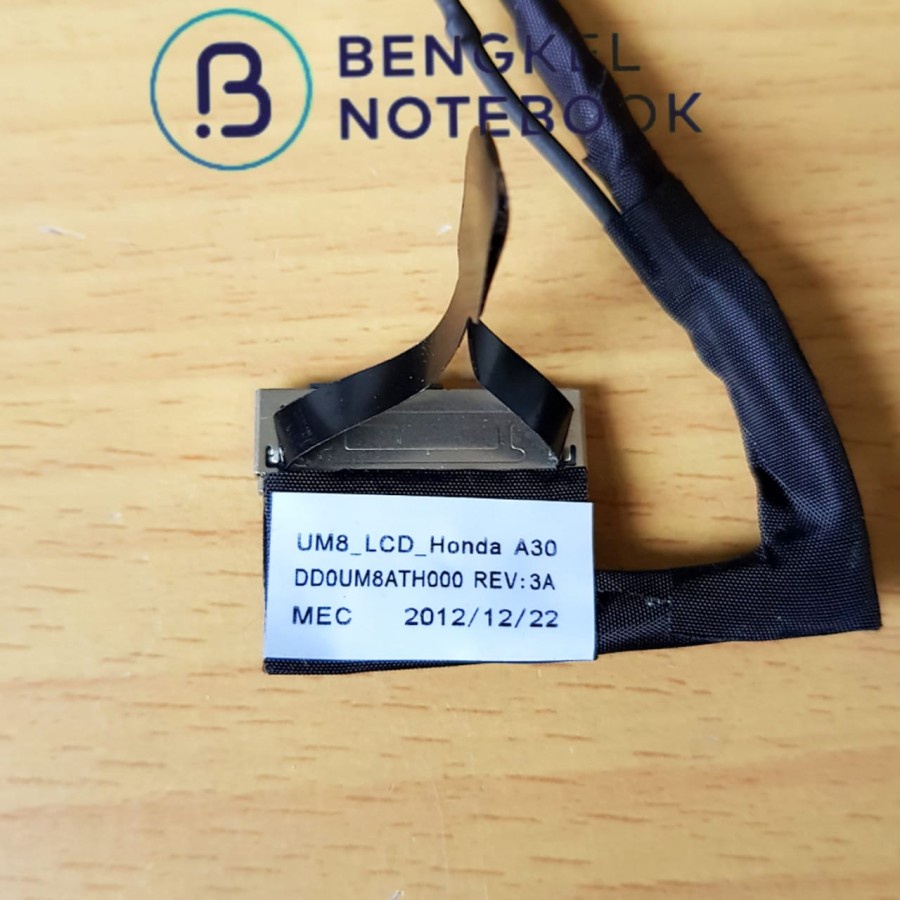 BENGKEL
NOTEBOOK
UM8_LCD_Honda A30
DD0UM8ATH000 REV:3A
MEC 2012/12/22